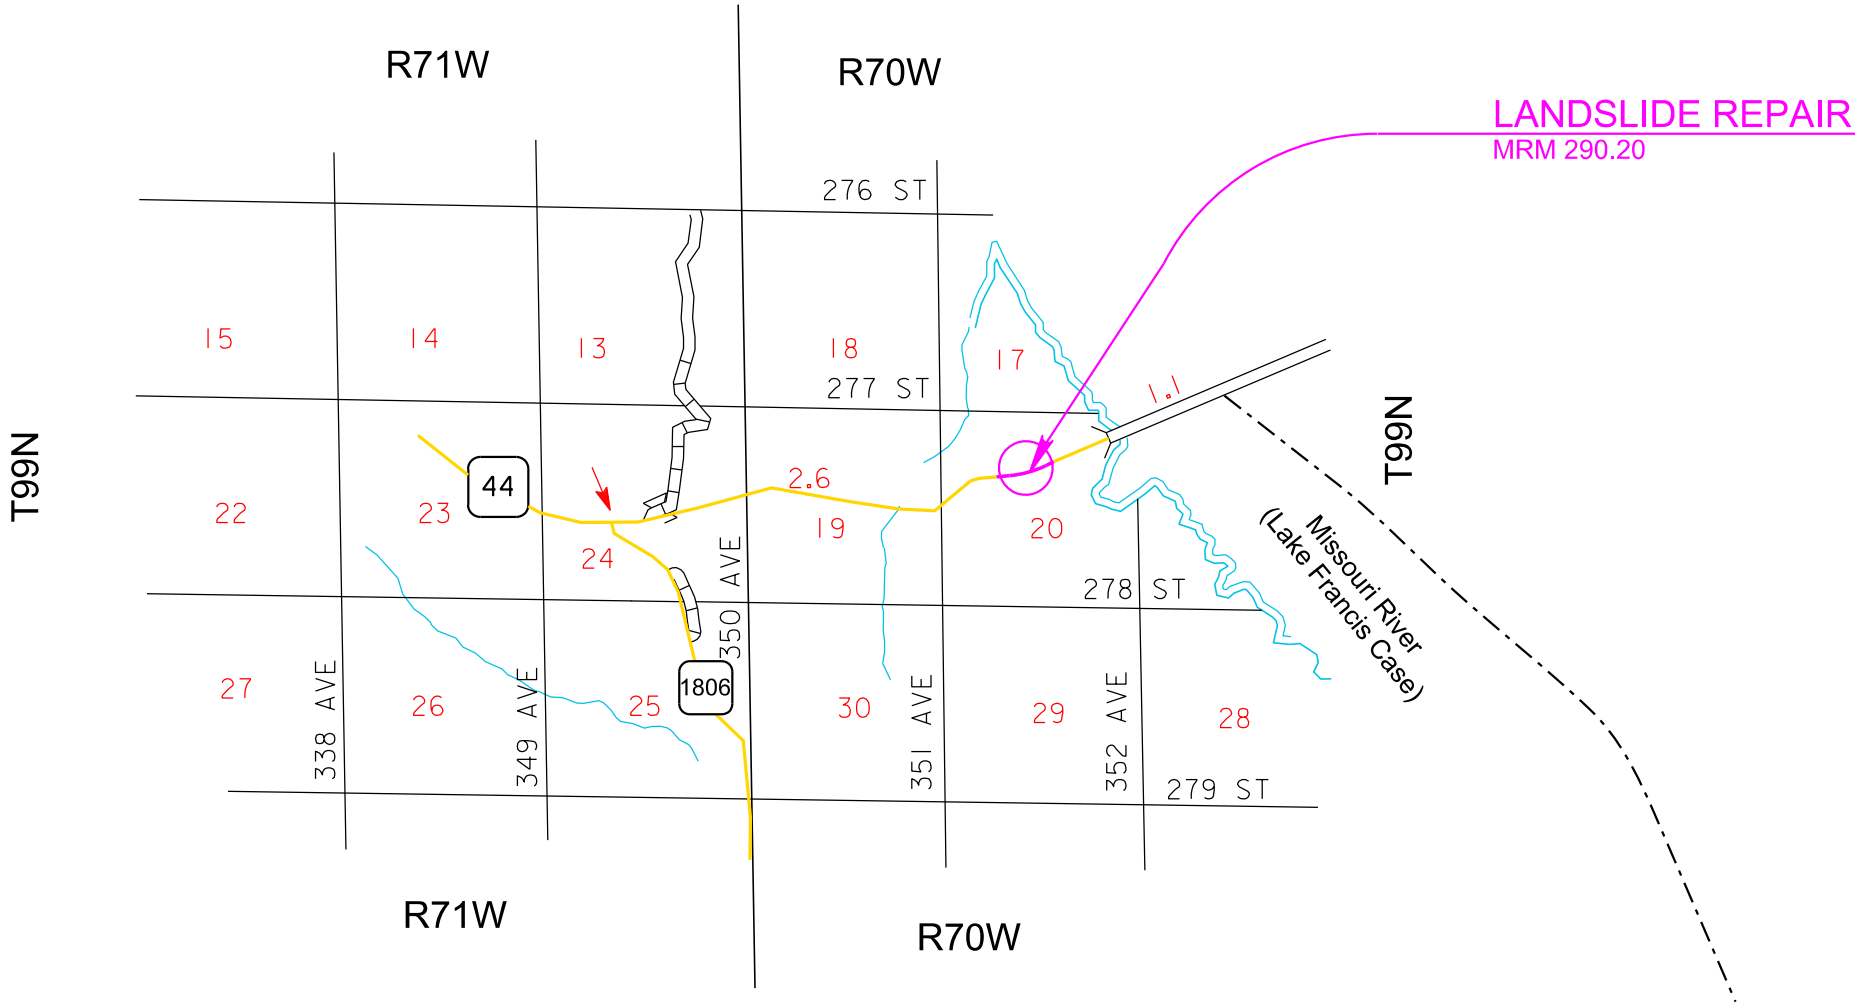 R71W
R70W
LANDSLIDE REPAIR
MRM 290.20
276 ST
15
14
13
18
17
277 ST
1.1
T99N
T99N
44
2.6
22
23
19
20
24
Missouri River
(Lake Francis Case)
278 ST
350 AVE
338 AVE
349 AVE
351 AVE
352 AVE
27
26
25
1806
30
29
28
279 ST
R71W
R70W